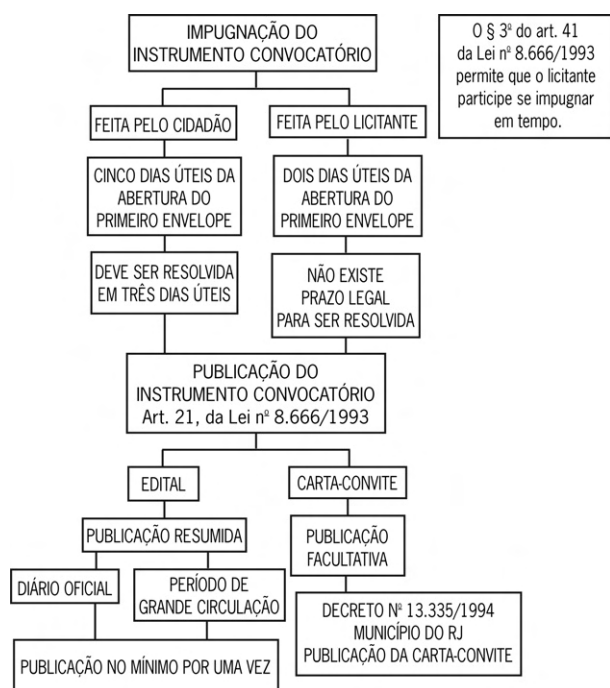 IMPUGNAÇÃO DO
INSTRUMENTO CONVOCATÓRIO
O § 3º do art. 41
da Lei nº 8.666/1993
permite que o licitante
participe se impugnar
em tempo.
FEITA PELO CIDADÃO
FEITA PELO LICITANTE
CINCO DIAS ÚTEIS DA
ABERTURA DO
PRIMEIRO ENVELOPE
DOIS DIAS ÚTEIS DA
ABERTURA DO
PRIMEIRO ENVELOPE
DEVE SER RESOLVIDA
EM TRÊS DIAS ÚTEIS
NÃO EXISTE
PRAZO LEGAL
PARA SER RESOLVIDA
PUBLICAÇÃO DO
INSTRUMENTO CONVOCATÓRIO
Art. 21, da Lei nº 8.666/1993
EDITAL
CARTA-CONVITE
PUBLICAÇÃO RESUMIDA
PUBLICAÇÃO
FACULTATIVA
DIÁRIO OFICIAL
PERÍODO DE
GRANDE CIRCULAÇÃO
DECRETO Nº 13.335/1994
MUNICÍPIO DO RJ
PUBLICAÇÃO DA CARTA-CONVITE
PUBLICAÇÃO NO MÍNIMO POR UMA VEZ